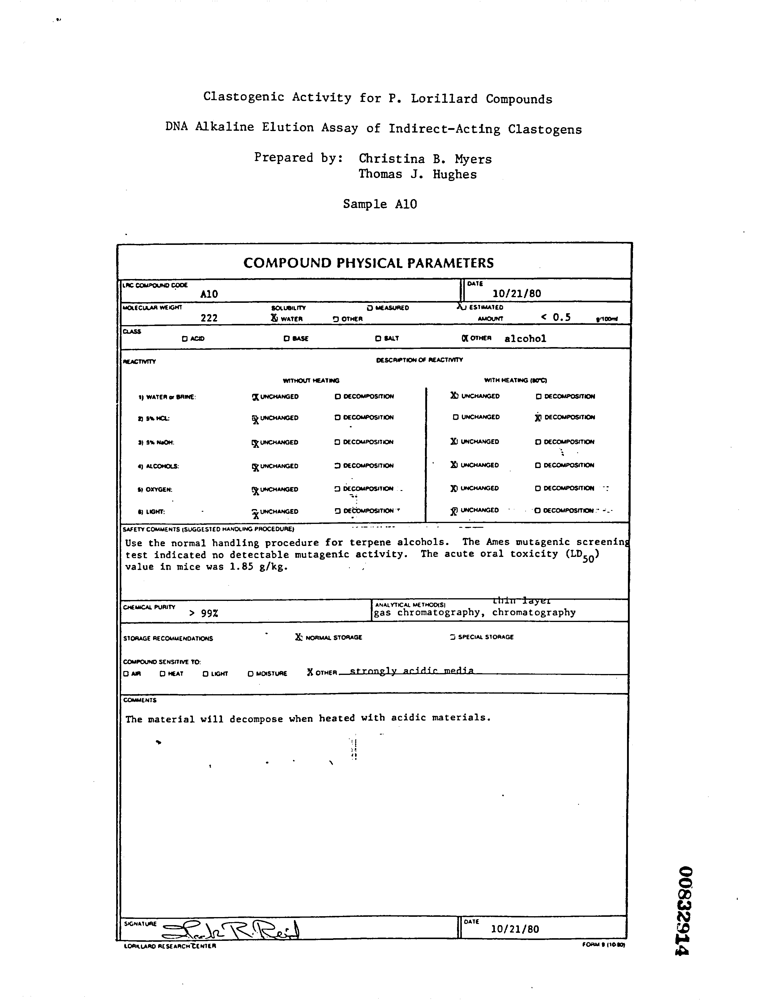 Clastogenic Activity for P. Lorillard Compounds
DNA Alkaline Elution Assay of Indirect-Acting Clastogens
Prepared by: Christina B. Myers
Thomas J. Hughes
Sample A10
COMPOUND PHYSICAL PARAMETERS
LRC COMPOUND CODE
A10
DATE
10/21/80
MOLECULAR WEIGHT
222
SOLUBILITY
X WATER
OTHER
MEASURED
X ESTIMATED
AMOUNT
< 0.5
g/100ml
CLASS
ACID
BASE
SALT
X OTHER alcohol
REACTIVITY
DESCRIPTION OF REACTIVITY
WITHOUT HEATING
WITH HEATING (80°C)
1) WATER or BRINE: X UNCHANGED DECOMPOSITION X UNCHANGED DECOMPOSITION
2) 5% HCL: X UNCHANGED DECOMPOSITION UNCHANGED X DECOMPOSITION
3) 5% NaOH: X UNCHANGED DECOMPOSITION X UNCHANGED DECOMPOSITION
4) ALCOHOLS: X UNCHANGED DECOMPOSITION X UNCHANGED DECOMPOSITION
5) OXYGEN: X UNCHANGED DECOMPOSITION X UNCHANGED DECOMPOSITION
6) LIGHT: X UNCHANGED DECOMPOSITION X UNCHANGED DECOMPOSITION
SAFETY COMMENTS (SUGGESTED HANDLING PROCEDURE)
Use the normal handling procedure for terpene alcohols. The Ames mutagenic screening
test indicated no detectable mutagenic activity. The acute oral toxicity (LD50)
value in mice was 1.85 g/kg.
CHEMICAL PURITY
> 99%
ANALYTICAL METHOD(S)
thin layer
gas chromatography, chromatography
STORAGE RECOMMENDATIONS X NORMAL STORAGE SPECIAL STORAGE
COMPOUND SENSITIVE TO:
AIR HEAT LIGHT MOISTURE X OTHER strongly acidic media
COMMENTS
The material will decompose when heated with acidic materials.
SIGNATURE
DATE
10/21/80
LORILLARD RESEARCH CENTER
FORM 8 (10-80)
00832914